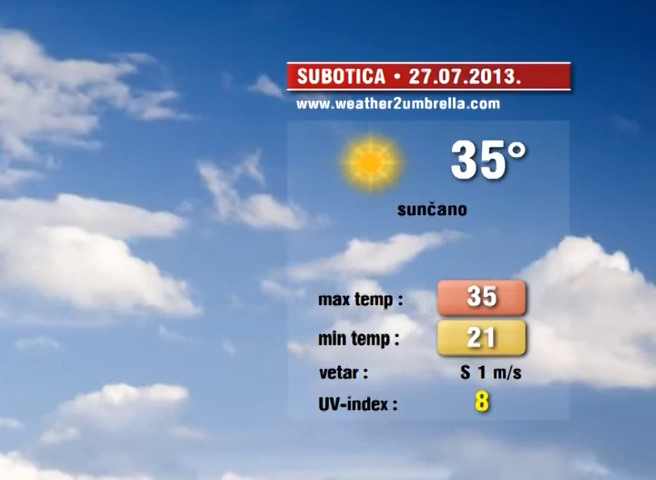 SUBOTICA • 27.07.2013.
www.weather2umbrella.com
35°
sunčano
max temp : 35
min temp : 21
vetar : S 1 m/s
UV-index : 8